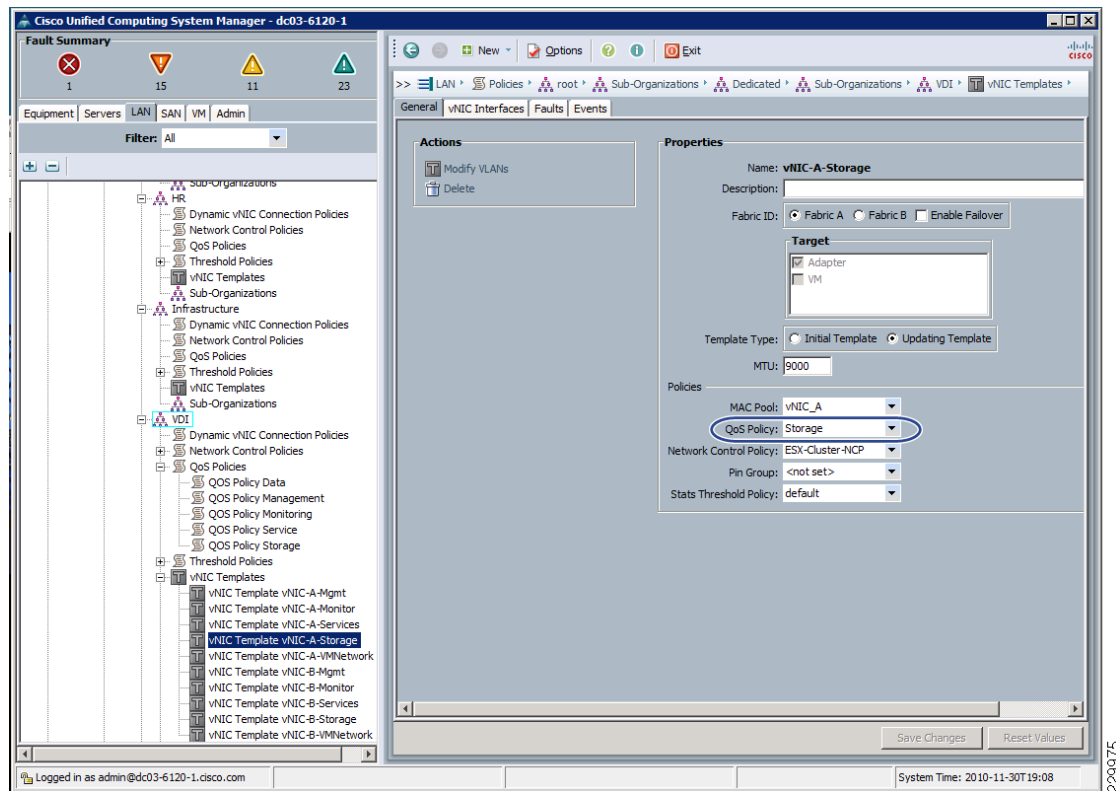 Cisco Unified Computing System Manager - dc03-6120-1
Fault Summary
1 15 11 23
Equipment Servers LAN SAN VM Admin
Filter: All
Sub-Organizations
HR
Dynamic vNIC Connection Policies
Network Control Policies
QoS Policies
Threshold Policies
vNIC Templates
Sub-Organizations
Infrastructure
Dynamic vNIC Connection Policies
Network Control Policies
QoS Policies
Threshold Policies
vNIC Templates
Sub-Organizations
VDI
Dynamic vNIC Connection Policies
Network Control Policies
QoS Policies
QOS Policy Data
QOS Policy Management
QOS Policy Monitoring
QOS Policy Service
QOS Policy Storage
Threshold Policies
vNIC Templates
vNIC Template vNIC-A-Mgmt
vNIC Template vNIC-A-Monitor
vNIC Template vNIC-A-Services
vNIC Template vNIC-A-Storage
vNIC Template vNIC-A-VMNetwork
vNIC Template vNIC-B-Mgmt
vNIC Template vNIC-B-Monitor
vNIC Template vNIC-B-Services
vNIC Template vNIC-B-Storage
vNIC Template vNIC-B-VMNetwork
New Options Exit
cisco
>> LAN Policies root Sub-Organizations Dedicated Sub-Organizations VDI vNIC Templates
General vNIC Interfaces Faults Events
Actions
Modify VLANs
Delete
Properties
Name: vNIC-A-Storage
Description:
Fabric ID: Fabric A Fabric B Enable Failover
Target
Adapter
VM
Template Type: Initial Template Updating Template
MTU: 9000
Policies
MAC Pool: vNIC_A
QoS Policy: Storage
Network Control Policy: ESX-Cluster-NCP
Pin Group: <not set>
Stats Threshold Policy: default
Save Changes Reset Values
Logged in as admin@dc03-6120-1.cisco.com
System Time: 2010-11-30T19:08
229975